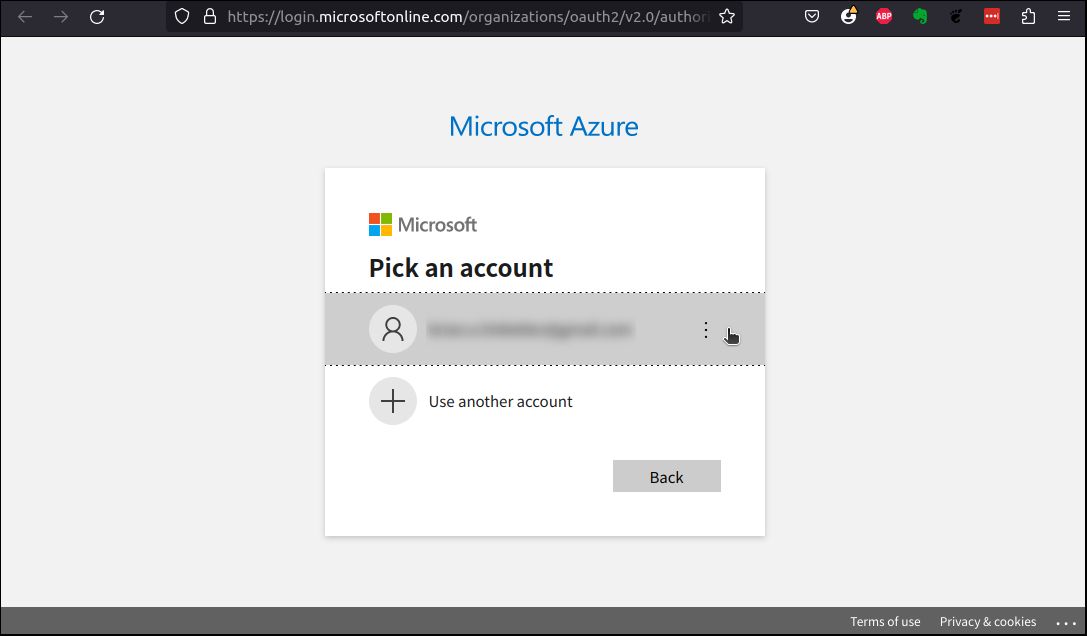 https://login.microsoftonline.com/organizations/oauth2/v2.0/authori
ABP
Microsoft Azure
Microsoft
Pick an account
Use another account
Back
Terms of use
Privacy & cookies